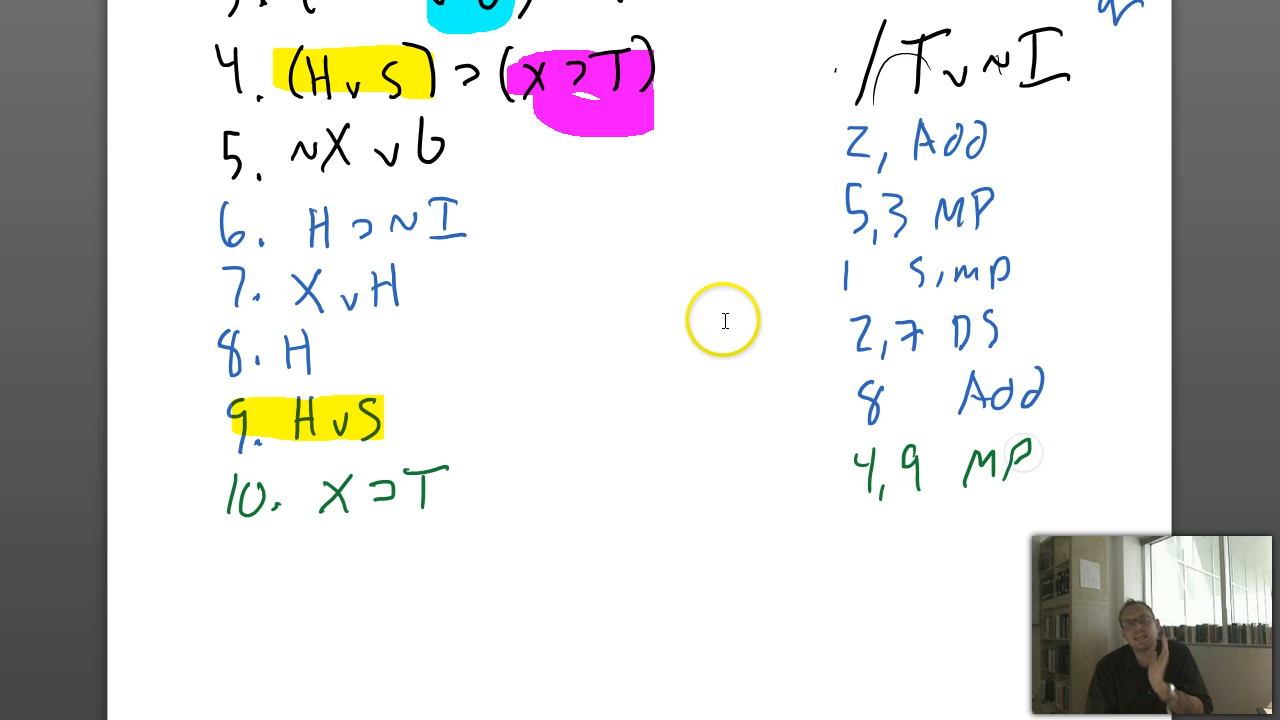 4. (H v S) ⊃ (X ⊃ T)
/ T v ~I
5. ~X v G
2, Add
6. H ⊃ ~I
5,3 MP
7. X v H
1 Simp
8. H
2,7 DS
9. H v S
8 Add
10. X ⊃ T
4,9 MP